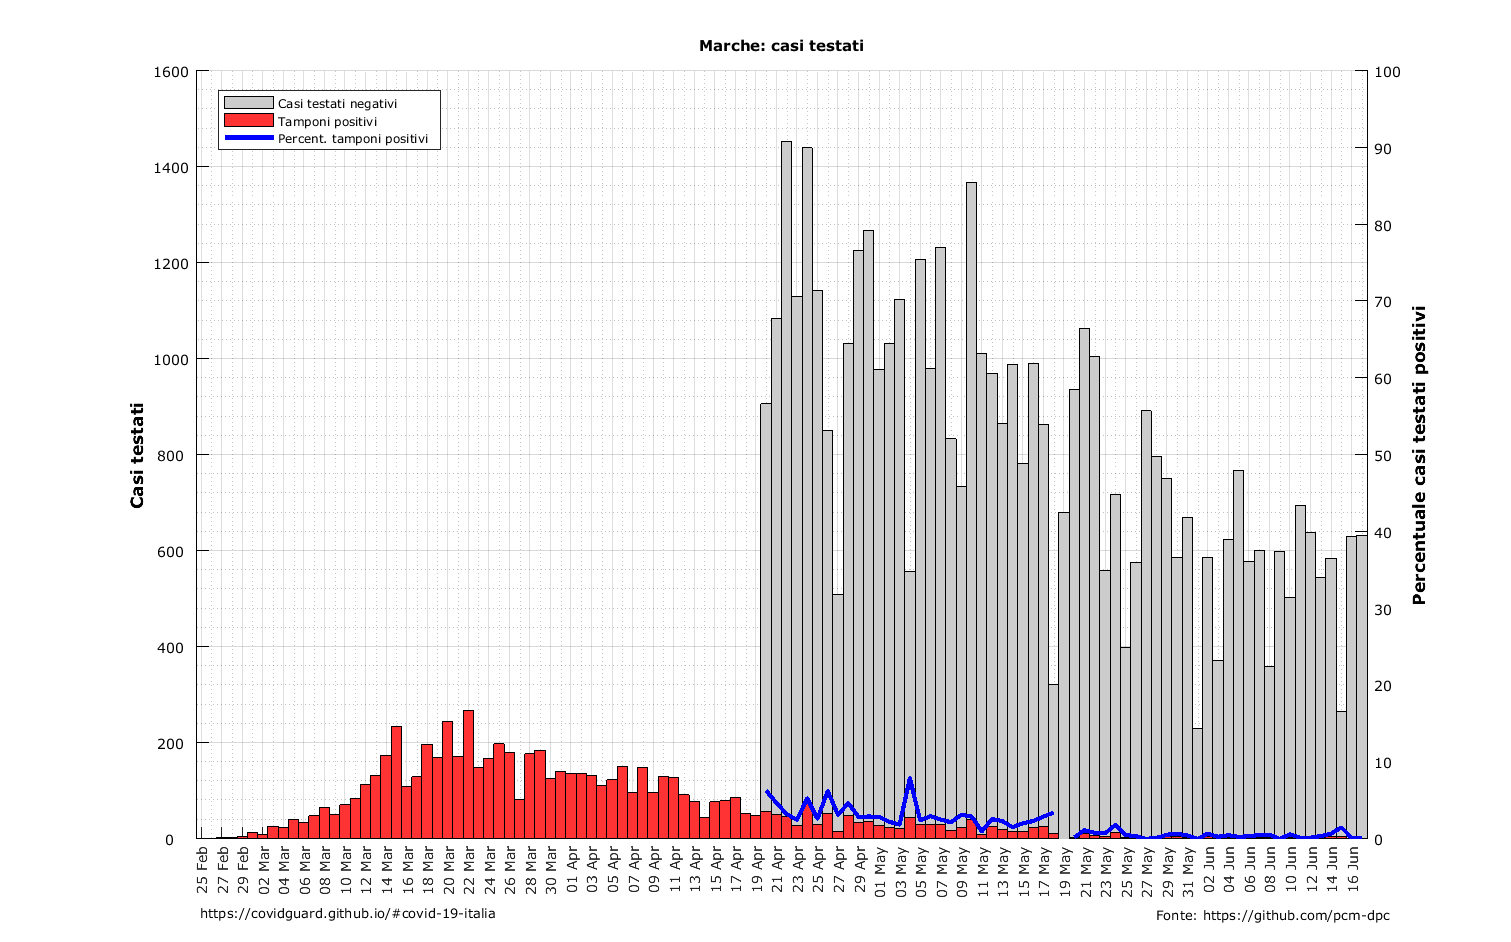 Marche: casi testati
Casi testati negativi
Tamponi positivi
Percent. tamponi positivi
Casi testati
1600
1400
1200
1000
800
600
400
200
0
Percentuale casi testati positivi
100
90
80
70
60
50
40
30
20
10
0
25 Feb
27 Feb
29 Feb
02 Mar
04 Mar
06 Mar
08 Mar
10 Mar
12 Mar
14 Mar
16 Mar
18 Mar
20 Mar
22 Mar
24 Mar
26 Mar
28 Mar
30 Mar
01 Apr
03 Apr
05 Apr
07 Apr
09 Apr
11 Apr
13 Apr
15 Apr
17 Apr
19 Apr
21 Apr
23 Apr
25 Apr
27 Apr
29 Apr
01 May
03 May
05 May
07 May
09 May
11 May
13 May
15 May
17 May
19 May
21 May
23 May
25 May
27 May
29 May
31 May
02 Jun
04 Jun
06 Jun
08 Jun
10 Jun
12 Jun
14 Jun
16 Jun
https://covidguard.github.io/#covid-19-italia
Fonte: https://github.com/pcm-dpc